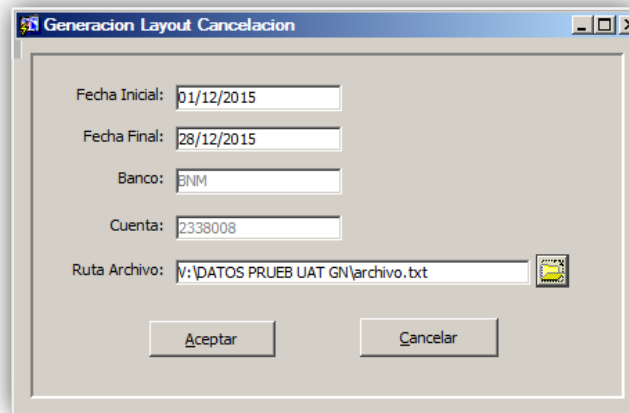 Generacion Layout Cancelacion
Fecha Inicial: 01/12/2015
Fecha Final: 28/12/2015
Banco: BNM
Cuenta: 2338008
Ruta Archivo: V:\DATOS PRUEB UAT GN\archivo.txt
Aceptar Cancelar